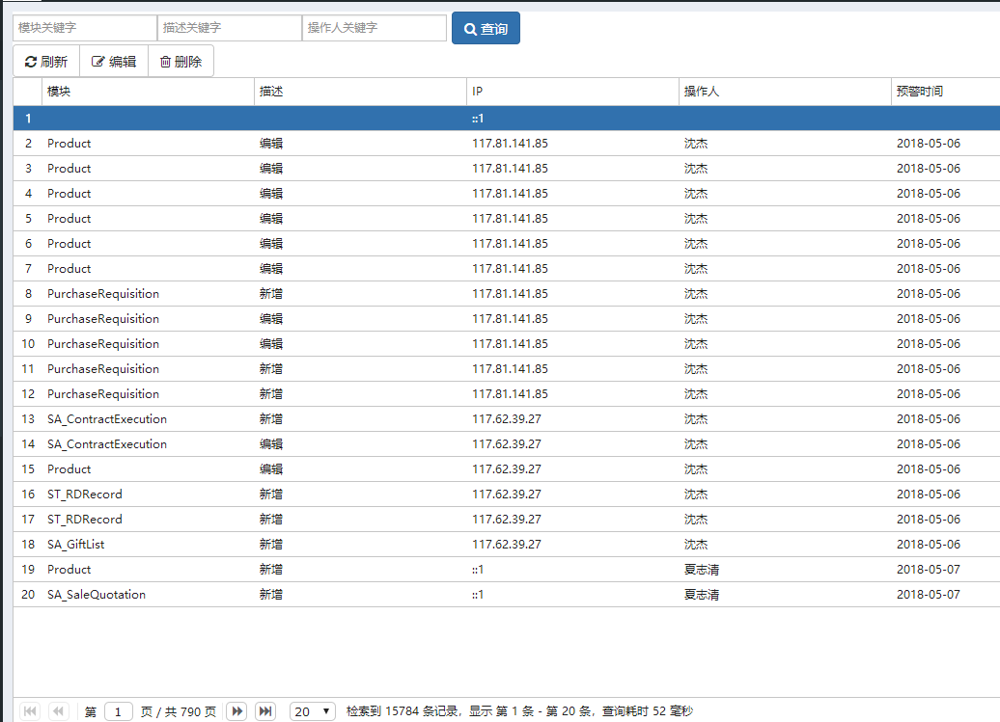 模块关键字 描述关键字 操作人关键字 查询
刷新 编辑 删除
模块 描述 IP 操作人 预警时间
1 ::1
2 Product 编辑 117.81.141.85 沈杰 2018-05-06
3 Product 编辑 117.81.141.85 沈杰 2018-05-06
4 Product 编辑 117.81.141.85 沈杰 2018-05-06
5 Product 编辑 117.81.141.85 沈杰 2018-05-06
6 Product 编辑 117.81.141.85 沈杰 2018-05-06
7 Product 编辑 117.81.141.85 沈杰 2018-05-06
8 PurchaseRequisition 新增 117.81.141.85 沈杰 2018-05-06
9 PurchaseRequisition 编辑 117.81.141.85 沈杰 2018-05-06
10 PurchaseRequisition 编辑 117.81.141.85 沈杰 2018-05-06
11 PurchaseRequisition 新增 117.81.141.85 沈杰 2018-05-06
12 PurchaseRequisition 新增 117.81.141.85 沈杰 2018-05-06
13 SA_ContractExecution 新增 117.62.39.27 沈杰 2018-05-06
14 SA_ContractExecution 编辑 117.62.39.27 沈杰 2018-05-06
15 Product 编辑 117.62.39.27 沈杰 2018-05-06
16 ST_RDRecord 新增 117.62.39.27 沈杰 2018-05-06
17 ST_RDRecord 新增 117.62.39.27 沈杰 2018-05-06
18 SA_GiftList 新增 117.62.39.27 沈杰 2018-05-06
19 Product 新增 ::1 夏志清 2018-05-07
20 SA_SaleQuotation 新增 ::1 夏志清 2018-05-07
第 1 页 / 共 790 页 20 检索到 15784 条记录，显示 第 1 条 - 第 20 条，查询耗时 52 毫秒